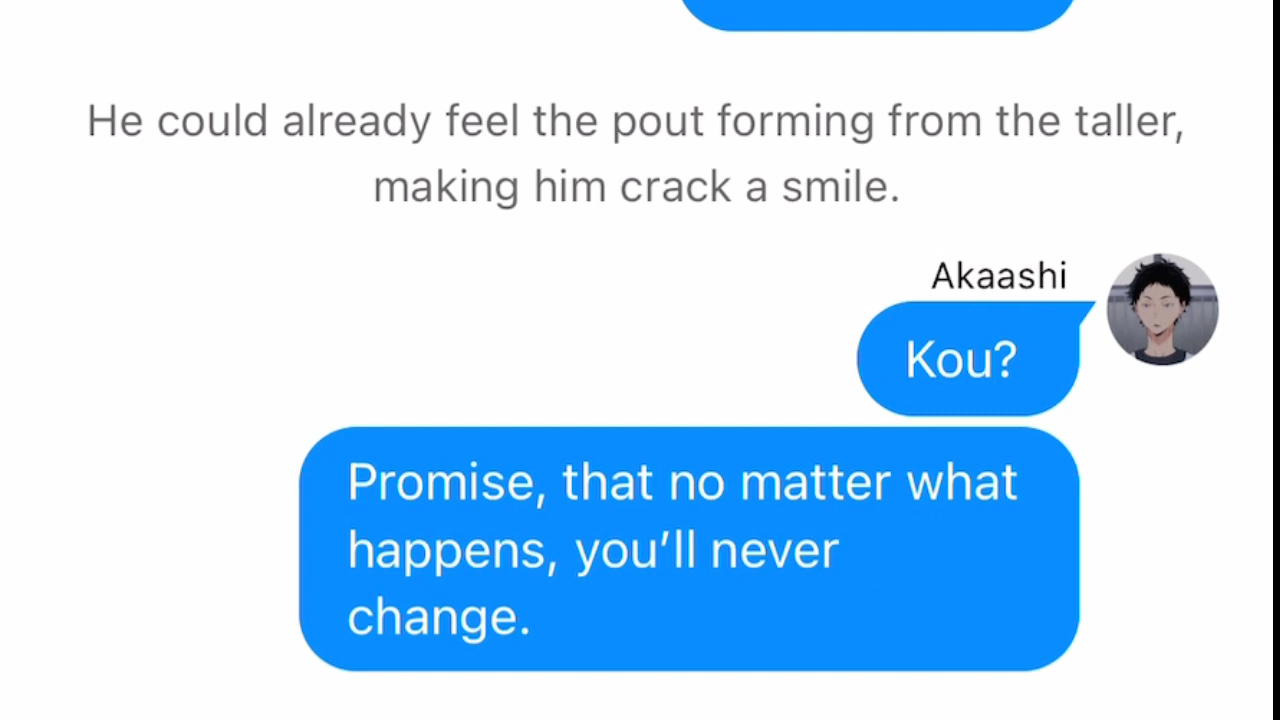 He could already feel the pout forming from the taller,
making him crack a smile.
Akaashi
Kou?
Promise, that no matter what
happens, you’ll never
change.